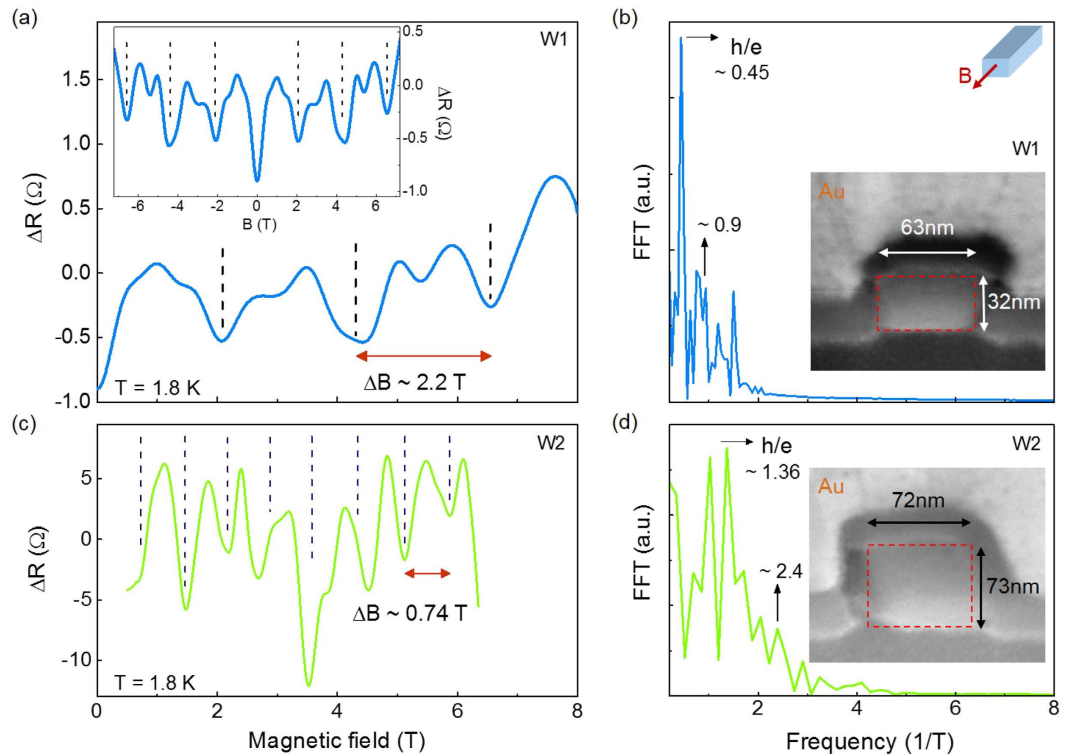 (a)
W1
ΔR (Ω)
1.5
1.0
0.5
0.0
-0.5
-1.0
0.5
0.0
-0.5
-1.0
ΔR (Ω)
-6 -4 -2 0 2 4 6
B (T)
ΔB ~ 2.2 T
T = 1.8 K
(b)
h/e
~ 0.45
B
W1
~ 0.9
FFT (a.u.)
Au
63nm
32nm
2 4 6 8
(c)
W2
ΔR (Ω)
5
0
-5
-10
ΔB ~ 0.74 T
T = 1.8 K
0 2 4 6 8
Magnetic field (T)
(d)
h/e
~ 1.36
W2
~ 2.4
FFT (a.u.)
Au
72nm
73nm
2 4 6 8
Frequency (1/T)